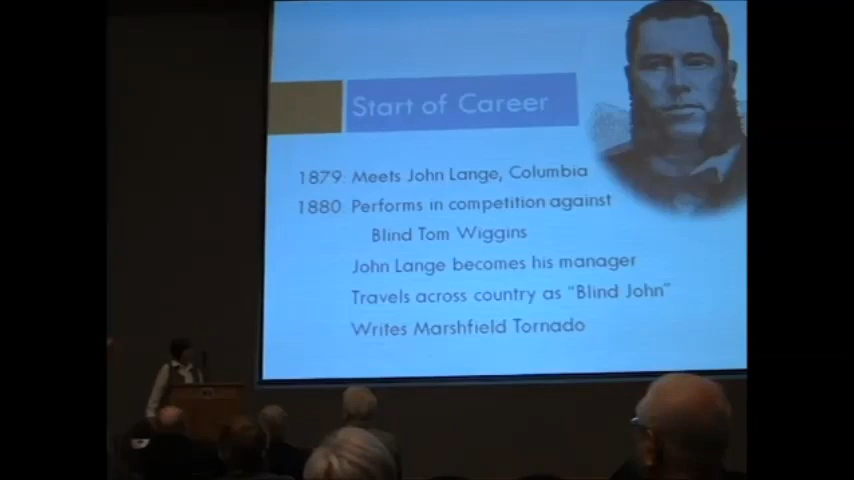 Start of Career
1879: Meets John Lange, Columbia
1880: Performs in competition against
Blind Tom Wiggins
John Lange becomes his manager
Travels across country as "Blind John"
Writes Marshfield Tornado